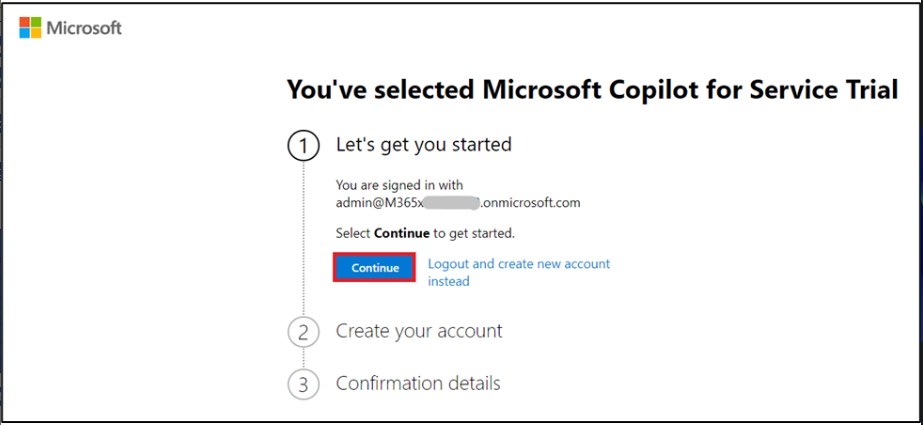 Microsoft
You've selected Microsoft Copilot for Service Trial
1 Let's get you started
You are signed in with
admin@M365x .onmicrosoft.com
Select Continue to get started.
Continue
Logout and create new account
instead
2 Create your account
3 Confirmation details